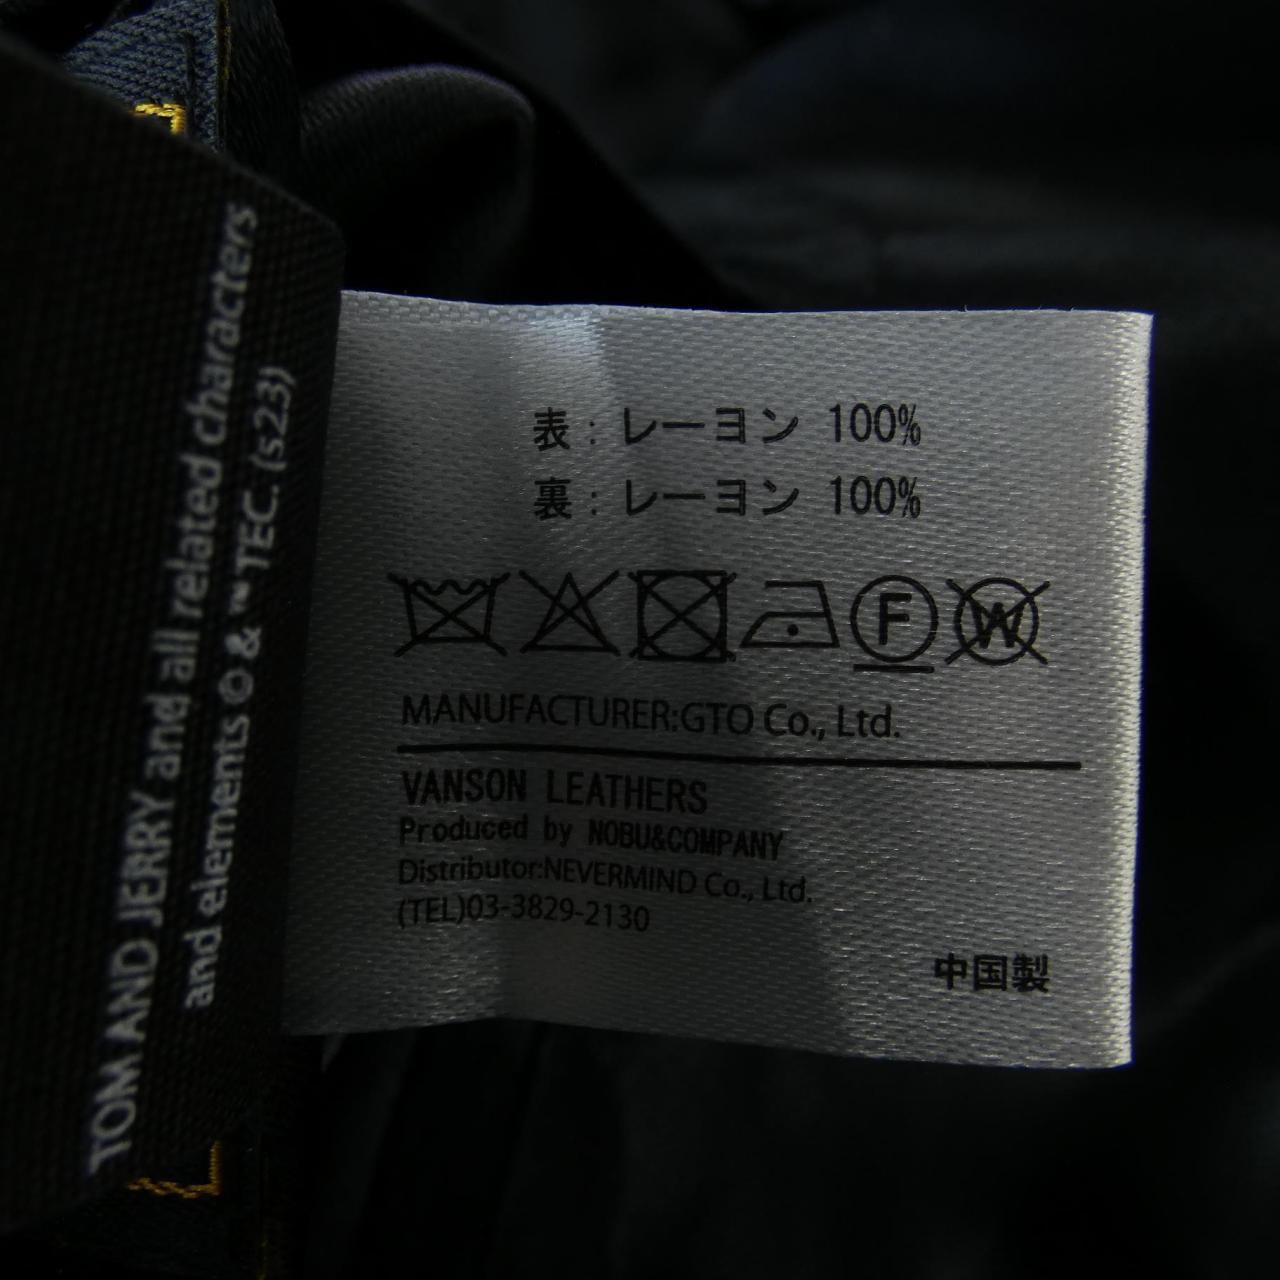 TOM AND JERRY and all related characters
and elements © & ™ TEC. (s23)
表 : レーヨン 100%
裏 : レーヨン 100%
F W
MANUFACTURER:GTO Co., Ltd.
VANSON LEATHERS
Produced by NOBU&COMPANY
Distributor:NEVERMIND Co., Ltd.
(TEL)03-3829-2130
中国製